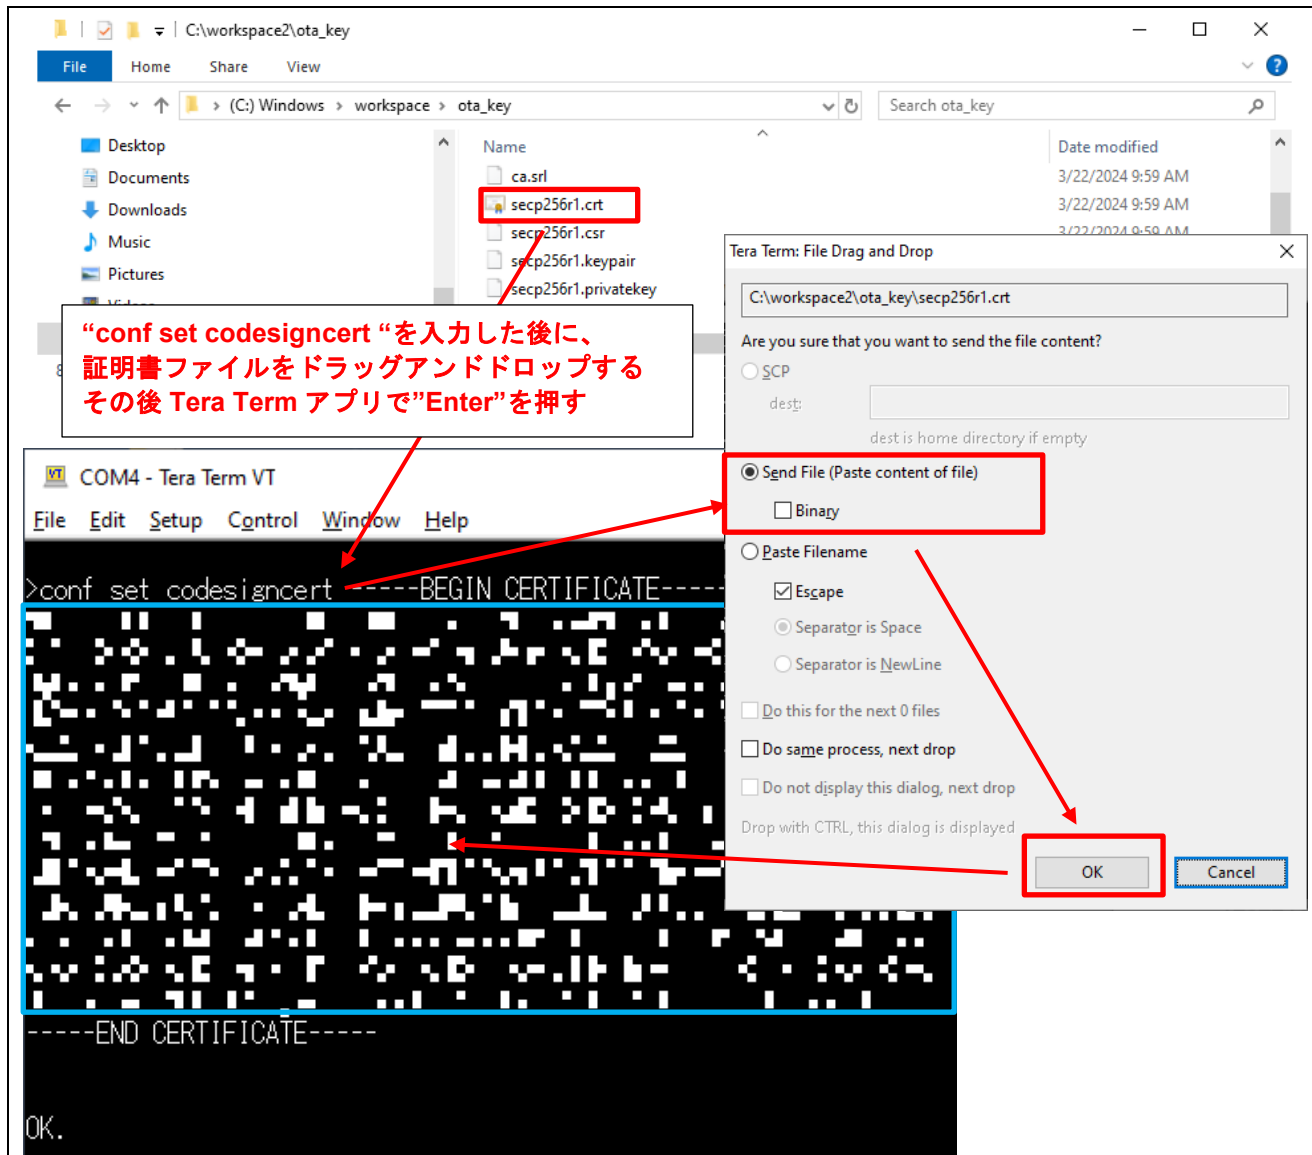 C:\workspace2\ota_key
File Home Share View
(C:) Windows > workspace > ota_key
Search ota_key
Desktop
Documents
Downloads
Music
Pictures
Name
Date modified
ca.srl
3/22/2024 9:59 AM
secp256r1.crt
3/22/2024 9:59 AM
secp256r1.csr
3/22/2024 9:59 AM
secp256r1.keypair
secp256r1.privatekey
“conf set codesigncert “を入力した後に、
証明書ファイルをドラッグアンドドロップする
その後 Tera Term アプリで”Enter”を押す
Tera Term: File Drag and Drop
C:\workspace2\ota_key\secp256r1.crt
Are you sure that you want to send the file content?
SCP
dest:
dest is home directory if empty
Send File (Paste content of file)
Binary
Paste Filename
Escape
Separator is Space
Separator is NewLine
Do this for the next 0 files
Do same process, next drop
Do not display this dialog, next drop
Drop with CTRL, this dialog is displayed
OK
Cancel
COM4 - Tera Term VT
File Edit Setup Control Window Help
>conf set codesigncert -----BEGIN CERTIFICATE-----
-----END CERTIFICATE-----
OK.